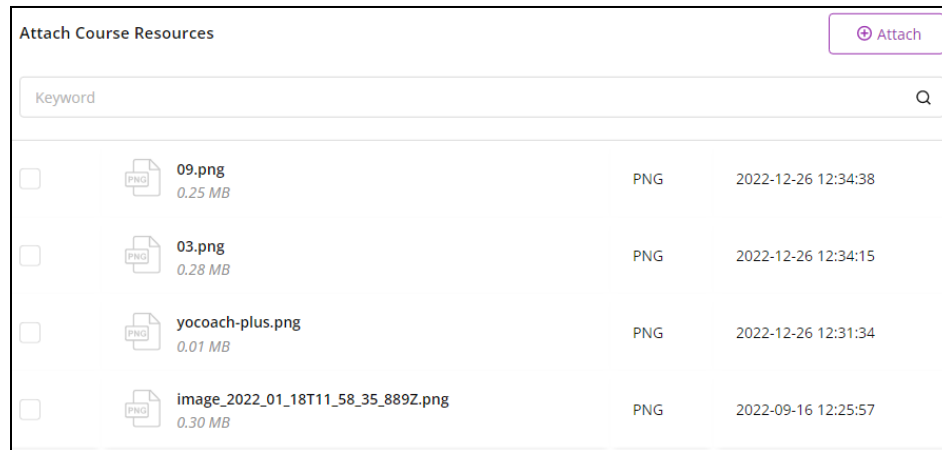 Attach Course Resources
Attach
Keyword
PNG
09.png
0.25 MB
PNG
2022-12-26 12:34:38
PNG
03.png
0.28 MB
PNG
2022-12-26 12:34:15
PNG
yocoach-plus.png
0.01 MB
PNG
2022-12-26 12:31:34
PNG
image_2022_01_18T11_58_35_889Z.png
0.30 MB
PNG
2022-09-16 12:25:57